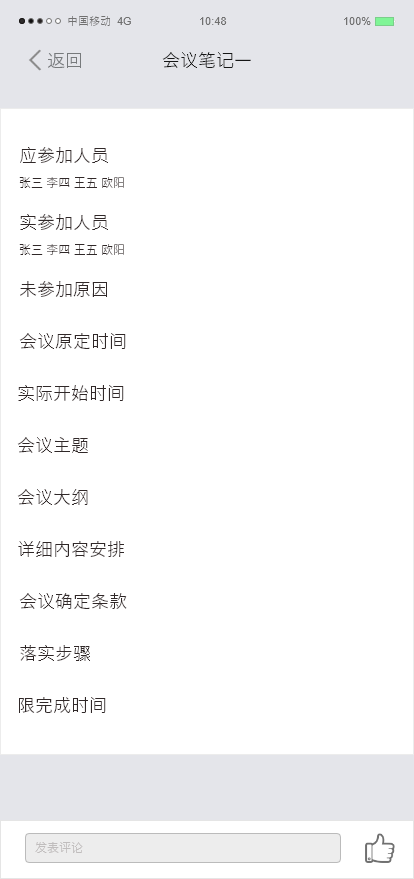 中国移动 4G 10:48 100%
返回 会议笔记一
应参加人员
张三 李四 王五 欧阳
实参加人员
张三 李四 王五 欧阳
未参加原因
会议原定时间
实际开始时间
会议主题
会议大纲
详细内容安排
会议确定条款
落实步骤
限完成时间
发表评论